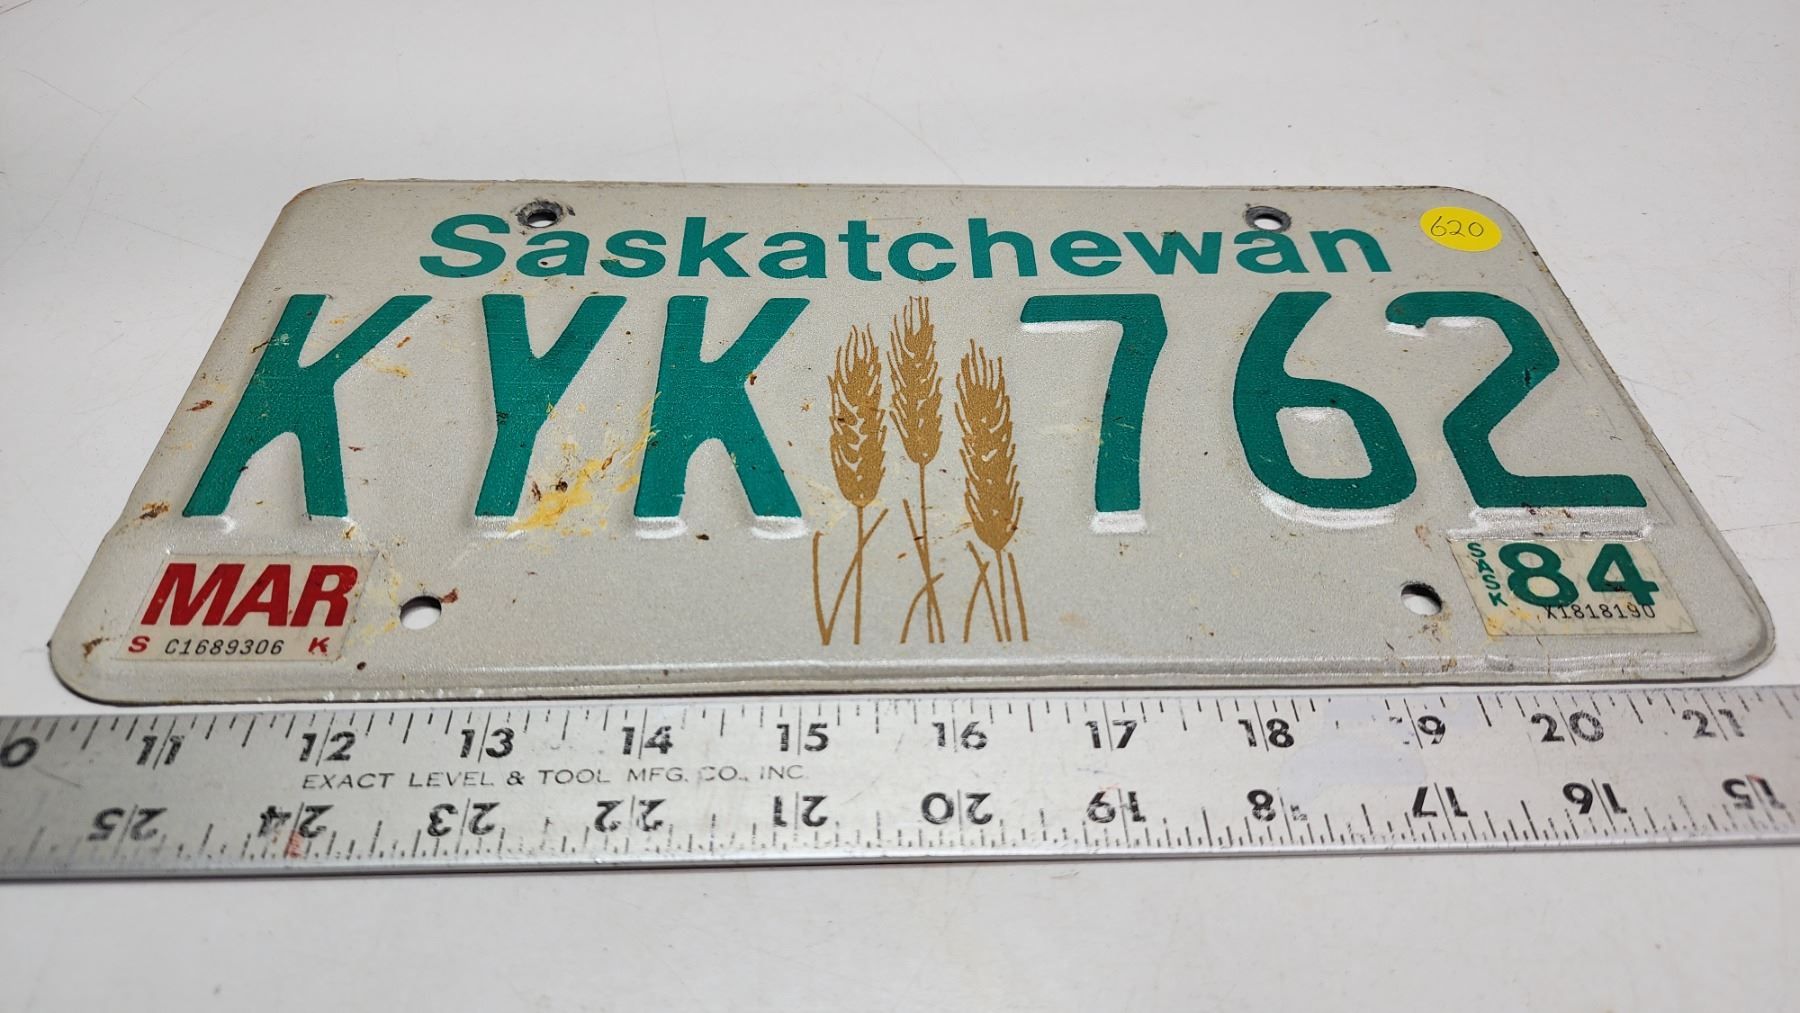 Saskatchewan
620
KYK 762
MAR
S C1689306 K
SASK 84
X1818190
0 11 12 13 14 15 16 17 18 19 20 21
EXACT LEVEL & TOOL MFG. CO., INC.
25 24 23 22 21 20 19 18 17 16 15